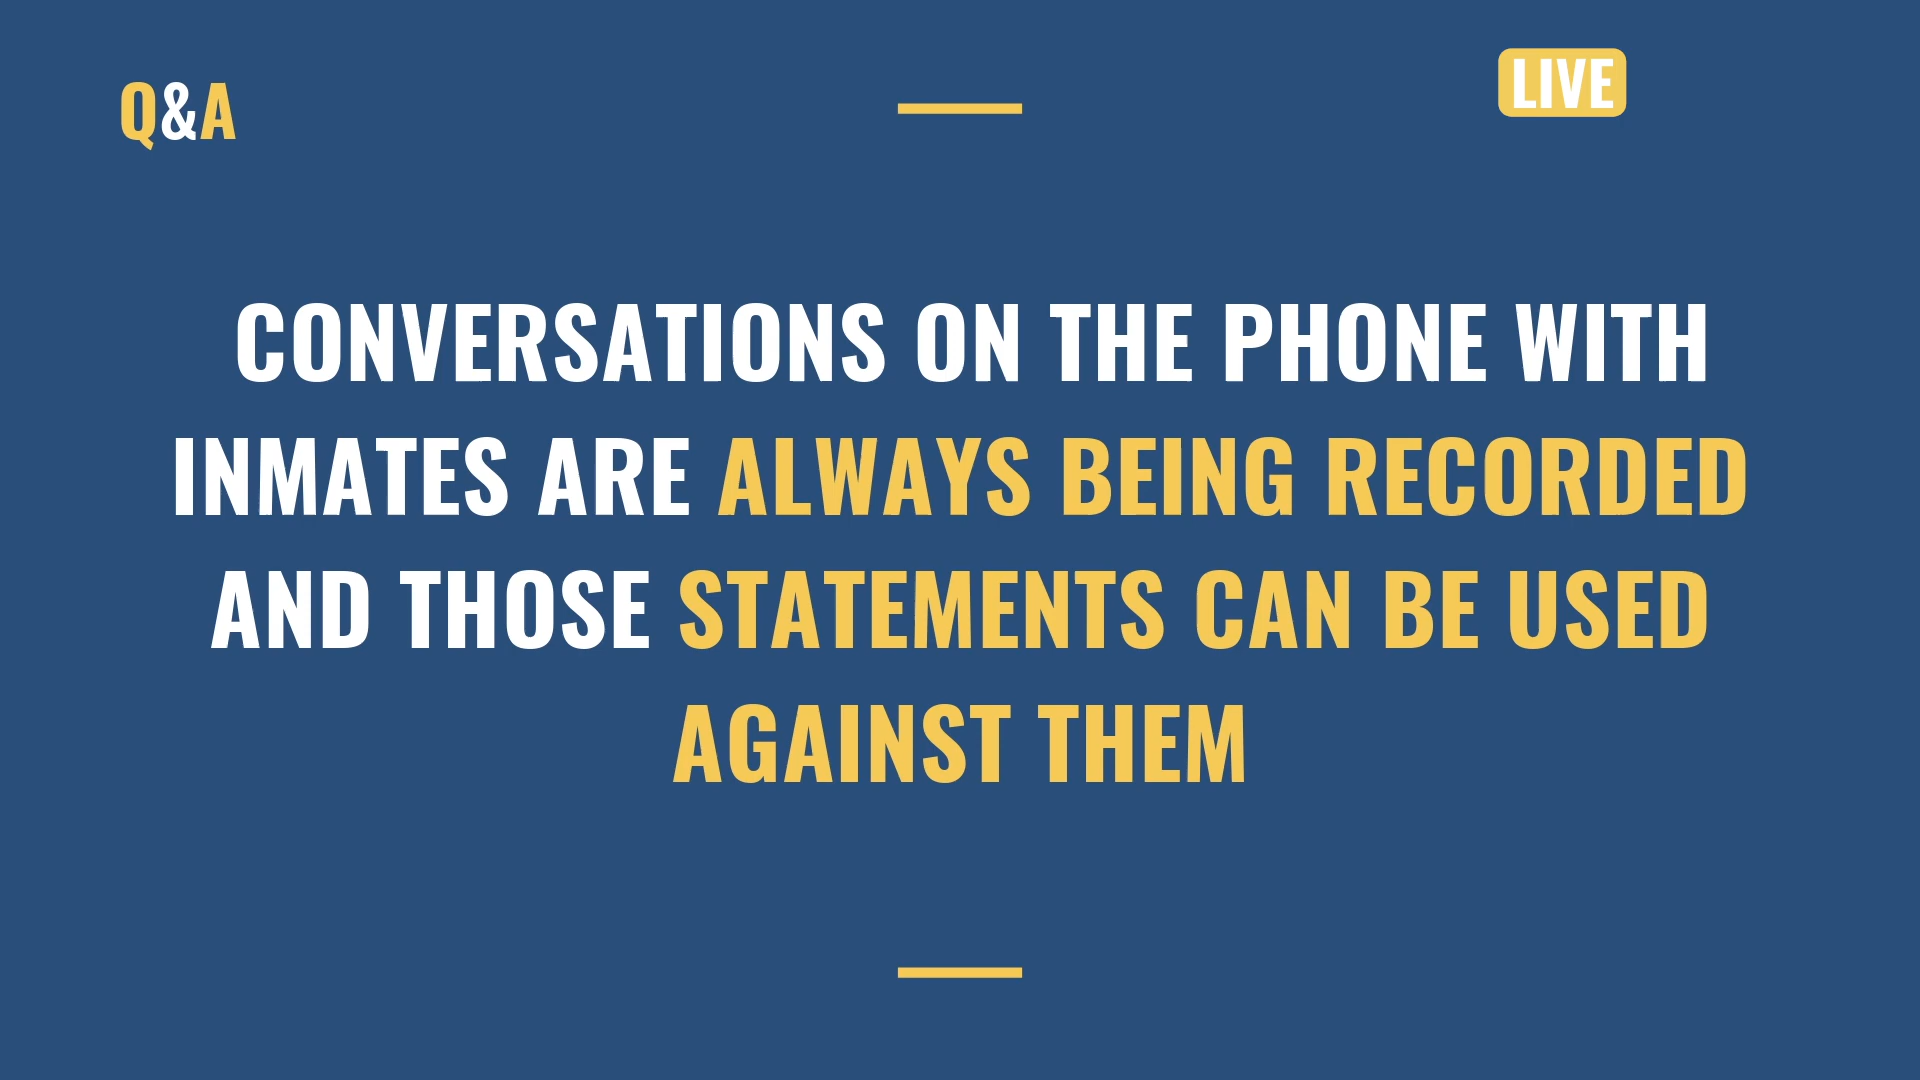 Q&A
LIVE
CONVERSATIONS ON THE PHONE WITH
INMATES ARE ALWAYS BEING RECORDED
AND THOSE STATEMENTS CAN BE USED
AGAINST THEM